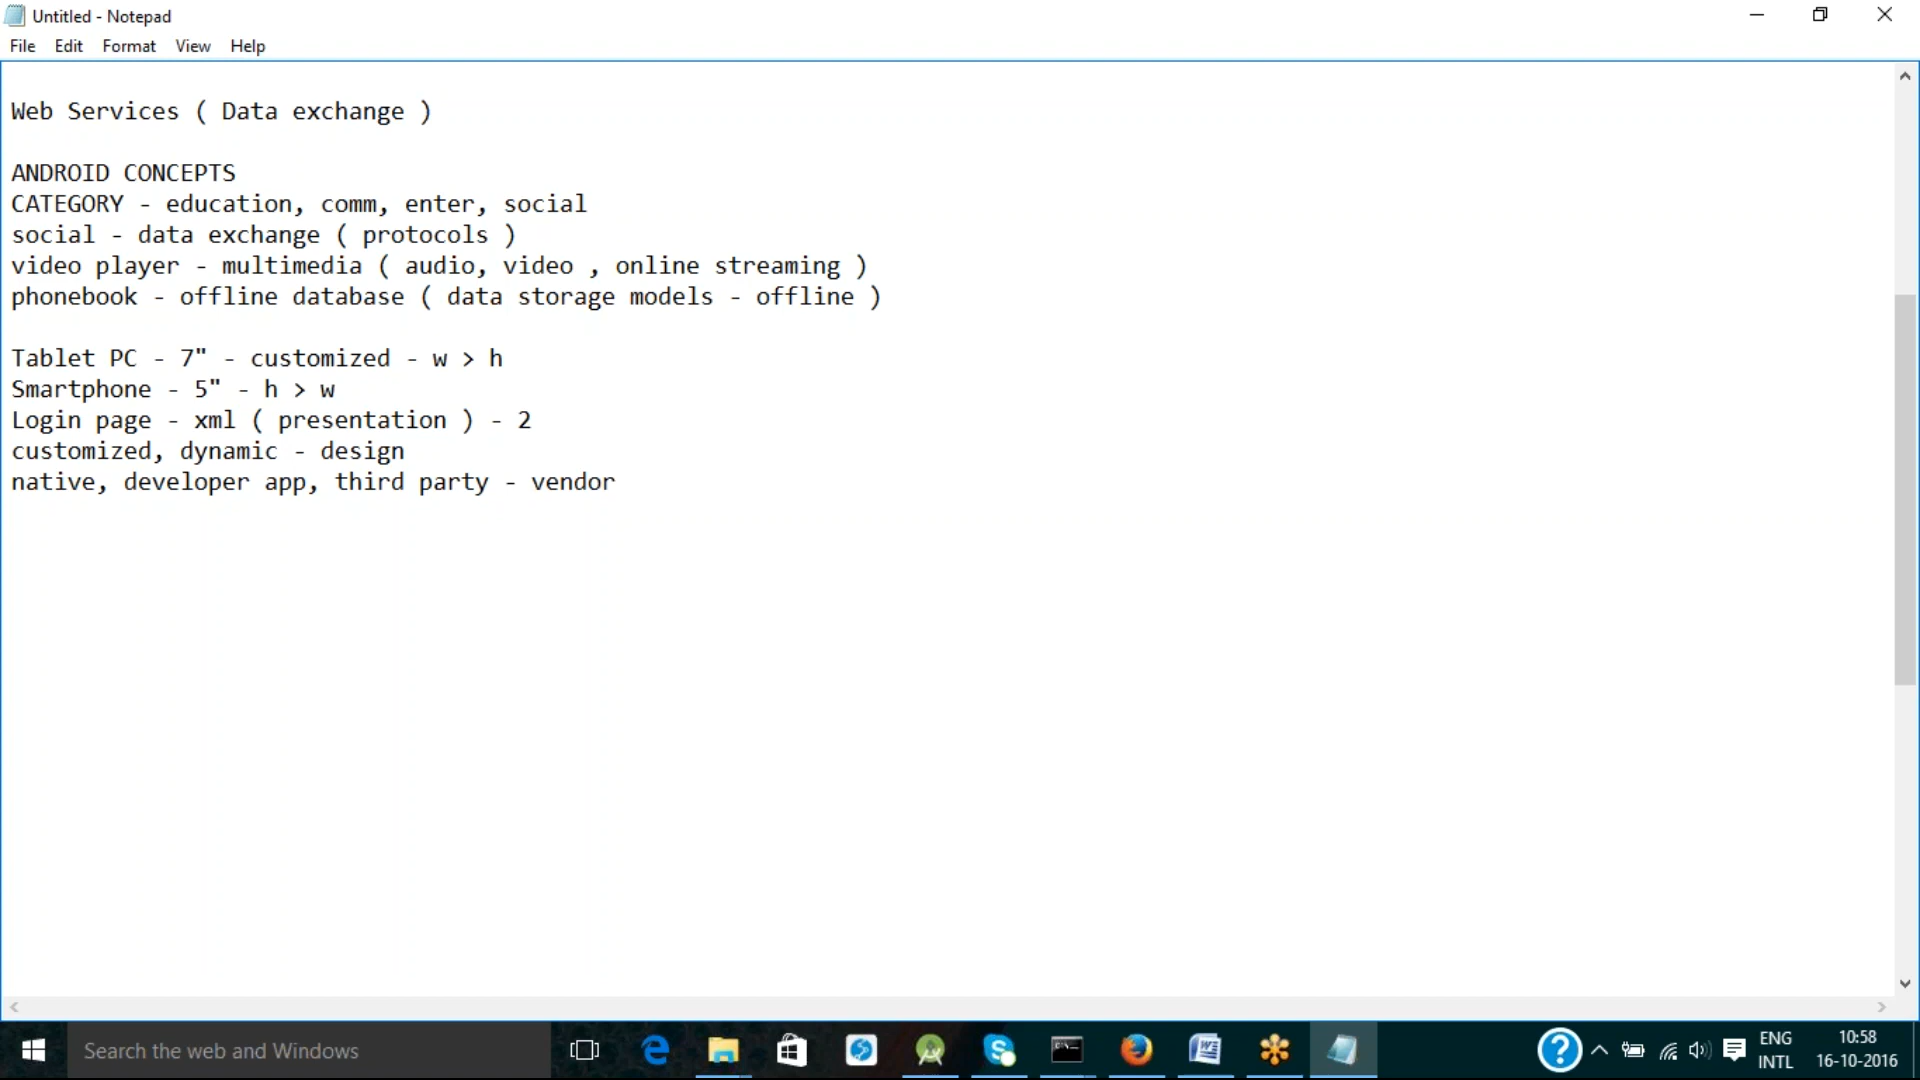 Untitled - Notepad
File Edit Format View Help
Web Services ( Data exchange )
ANDROID CONCEPTS
CATEGORY - education, comm, enter, social
social - data exchange ( protocols )
video player - multimedia ( audio, video , online streaming )
phonebook - offline database ( data storage models - offline )
Tablet PC - 7" - customized - w > h
Smartphone - 5" - h > w
Login page - xml ( presentation ) - 2
customized, dynamic - design
native, developer app, third party - vendor
Search the web and Windows
ENG 10:58
INTL 16-10-2016